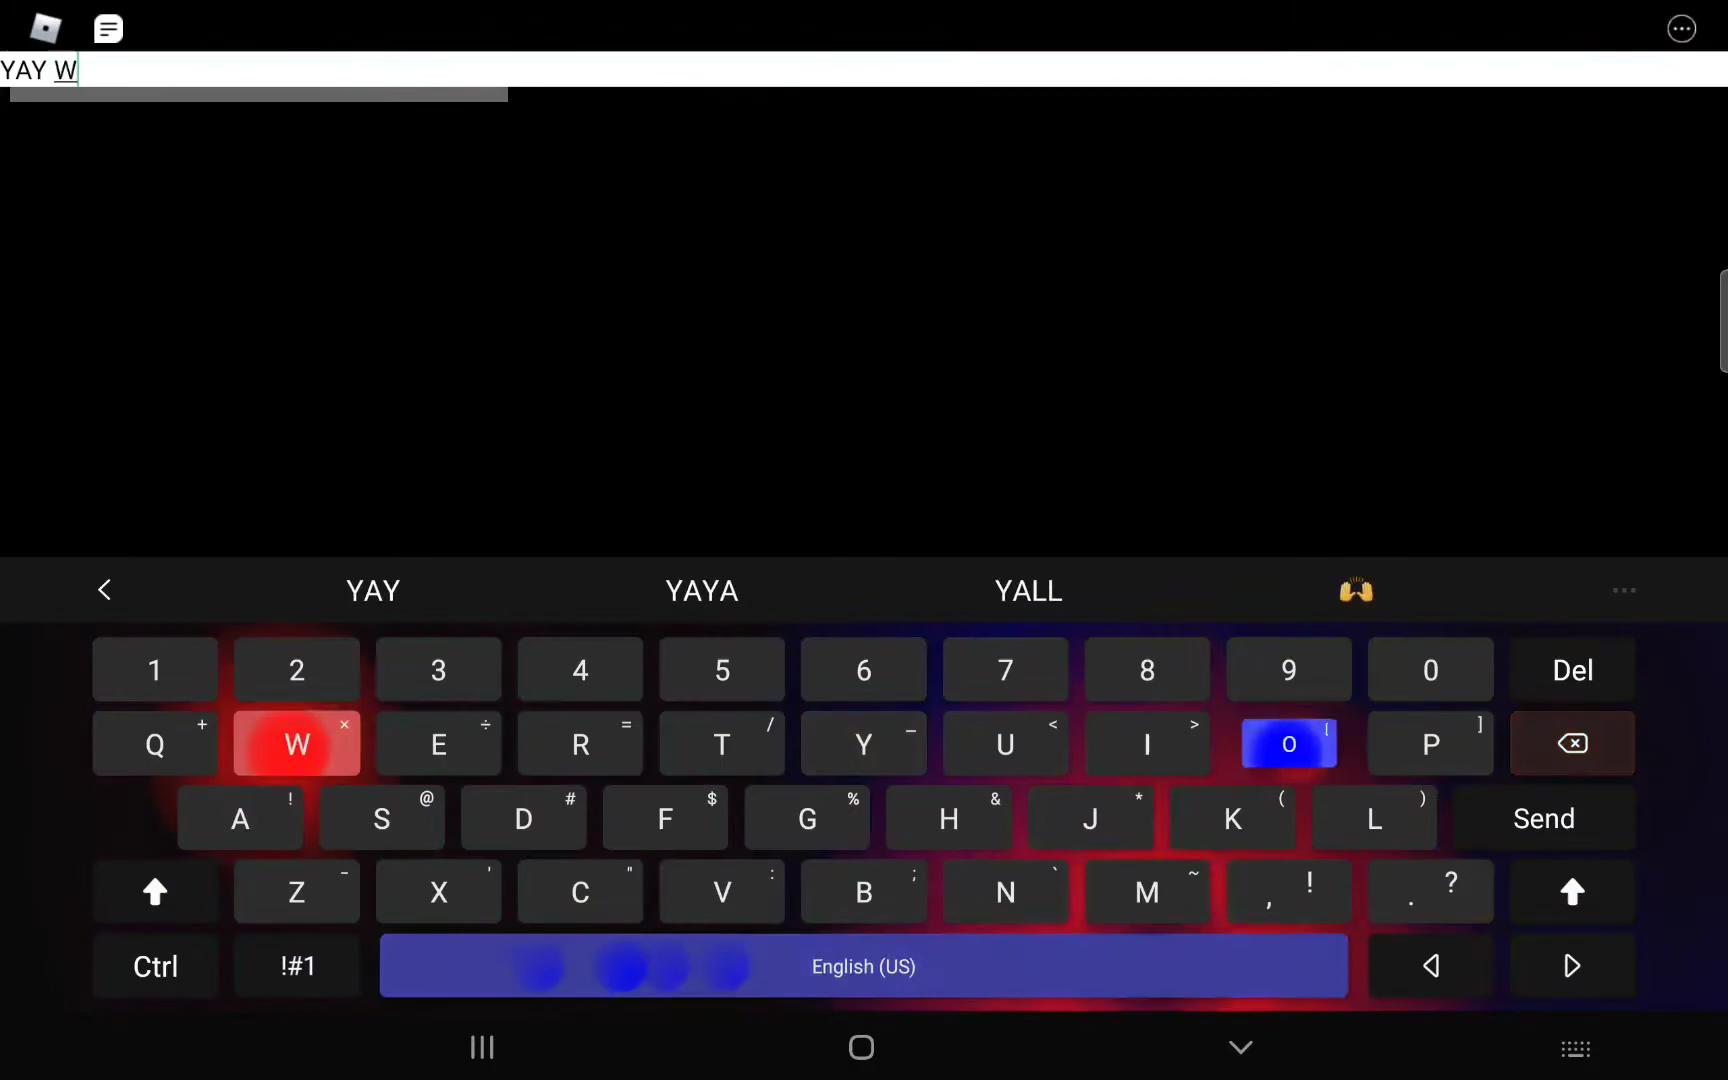 YAY W
YAY YAYA YALL 🙌 ...
1 2 3 4 5 6 7 8 9 0 Del
Q + W × E ÷ R = T / Y _ U < I > O [ P ]
A ! S @ D # F $ G % H & J * K ( L ) Send
Z - X ' C " V : B ; N ` M ~ , ! . ?
Ctrl !#1 English (US)